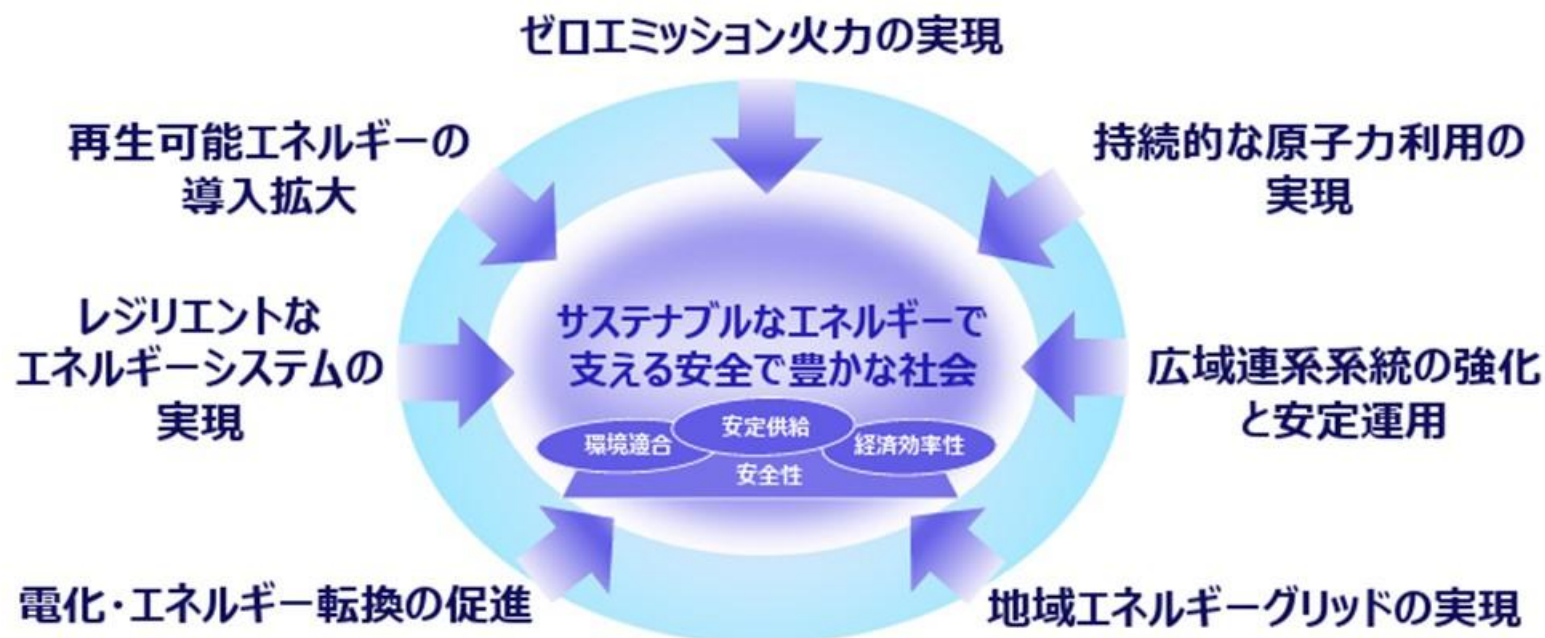 ゼロエミッション火力の実現
再生可能エネルギーの
導入拡大
持続的な原子力利用の
実現
レジリエントな
エネルギーシステムの
実現
サステナブルなエネルギーで
支える安全で豊かな社会
環境適合
安定供給
経済効率性
安全性
広域連系系統の強化
と安定運用
電化・エネルギー転換の促進
地域エネルギーグリッドの実現